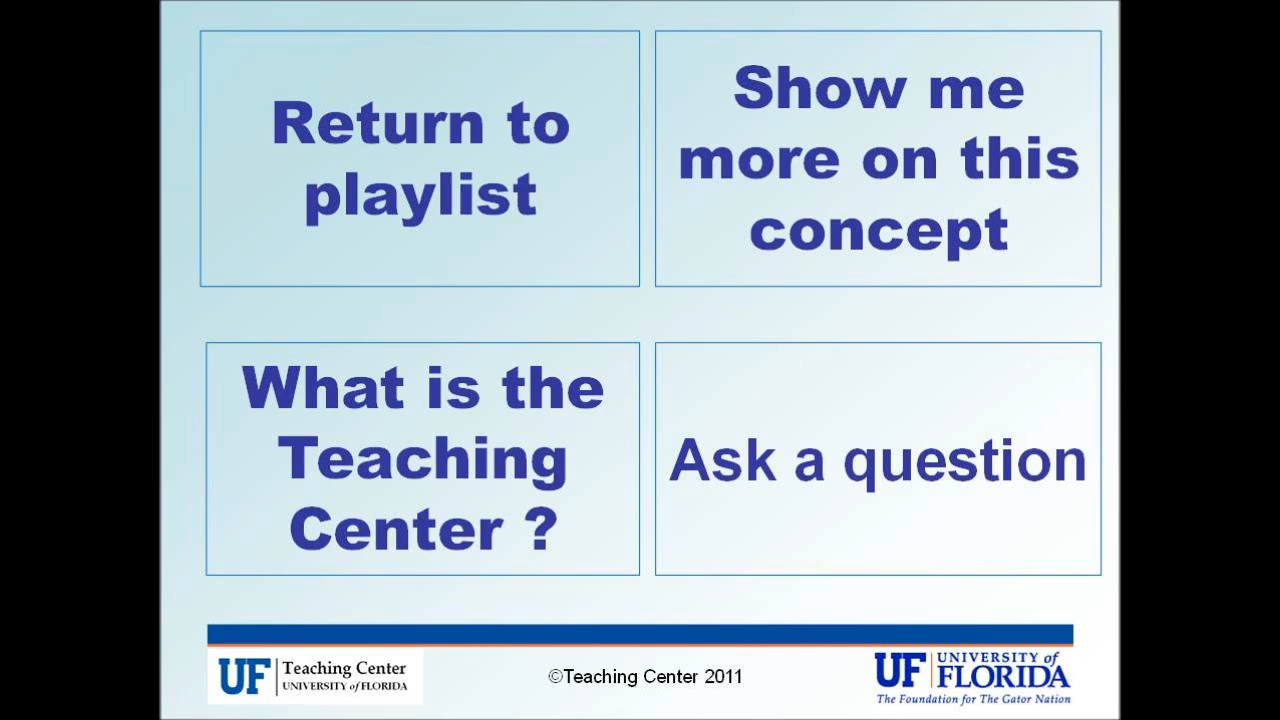 Return to
playlist
Show me
more on this
concept
What is the
Teaching
Center ?
Ask a question
UF Teaching Center
UNIVERSITY of FLORIDA
©Teaching Center 2011
UF UNIVERSITY of
FLORIDA
The Foundation for The Gator Nation